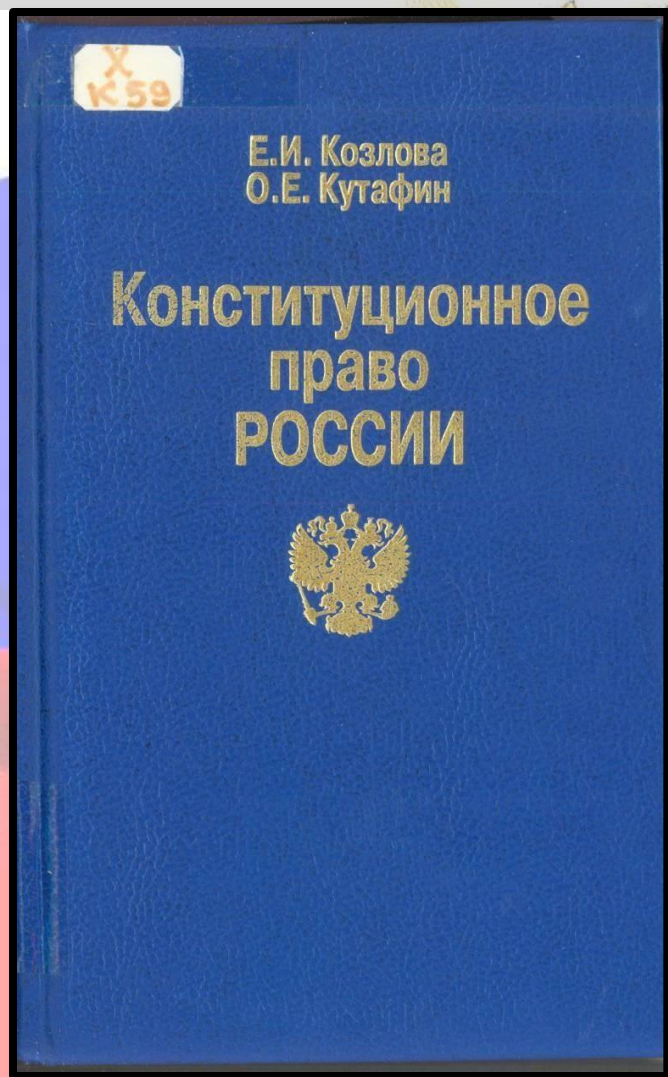 Х
К 59
Е.И. Козлова
О.Е. Кутафин
Конституционное
право
РОССИИ